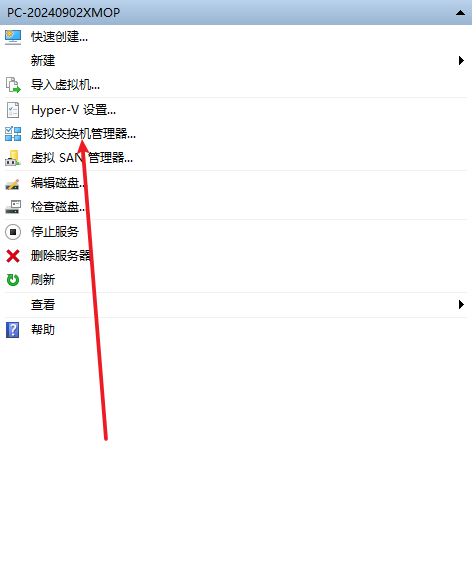 PC-20240902XMOP
快速创建...
新建
导入虚拟机...
Hyper-V 设置...
虚拟交换机管理器...
虚拟 SAN 管理器...
编辑磁盘...
检查磁盘...
停止服务
删除服务器
刷新
查看
帮助